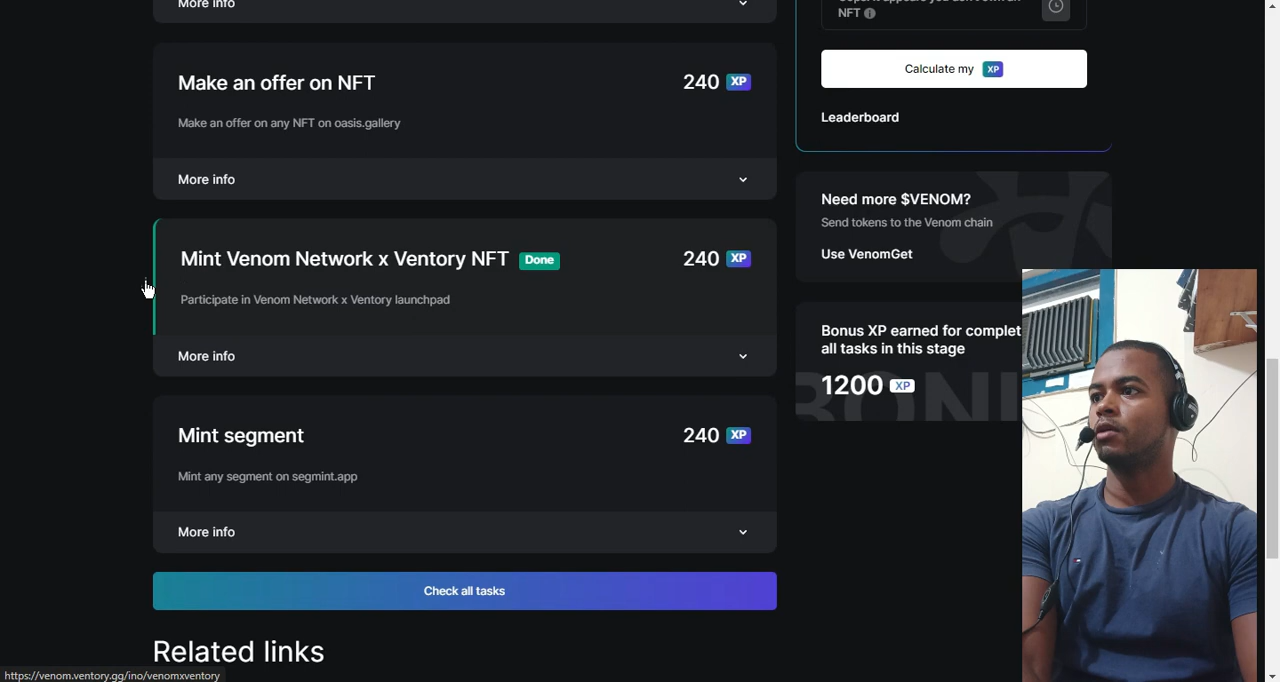 More info
Make an offer on NFT
240 XP
Make an offer on any NFT on oasis.gallery
More info
Mint Venom Network x Ventory NFT Done
240 XP
Participate in Venom Network x Ventory launchpad
More info
Mint segment
240 XP
Mint any segment on segmint.app
More info
Check all tasks
Related links
NFT
Calculate my XP
Leaderboard
Need more $VENOM?
Send tokens to the Venom chain
Use VenomGet
Bonus XP earned for complet
all tasks in this stage
1200 XP
https://venom.ventory.gg/ino/venomxventory